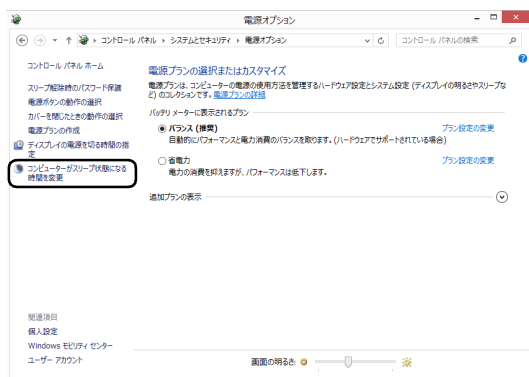 電源オプション
コントロール パネル ▸ システムとセキュリティ ▸ 電源オプション
コントロール パネルの検索
コントロール パネル ホーム
スリープ解除時のパスワード保護
電源ボタンの動作の選択
カバーを閉じたときの動作の選択
電源プランの作成
ディスプレイの電源を切る時間の指
定
コンピューターがスリープ状態になる
時間を変更
電源プランの選択またはカスタマイズ
電源プランは、コンピューターの電源の使用方法を管理するハードウェア設定とシステム設定 (ディスプレイの明るさやスリープな
ど) のコレクションです。電源プランの詳細
バッテリ メーターに表示されるプラン
バランス (推奨)
プラン設定の変更
自動的にパフォーマンスと電力消費のバランスを取ります。(ハードウェアでサポートされている場合)
省電力
プラン設定の変更
電力の消費を抑えますが、パフォーマンスは低下します。
追加プランの表示
関連項目
個人設定
Windows モビリティ センター
ユーザー アカウント
画面の明るさ: